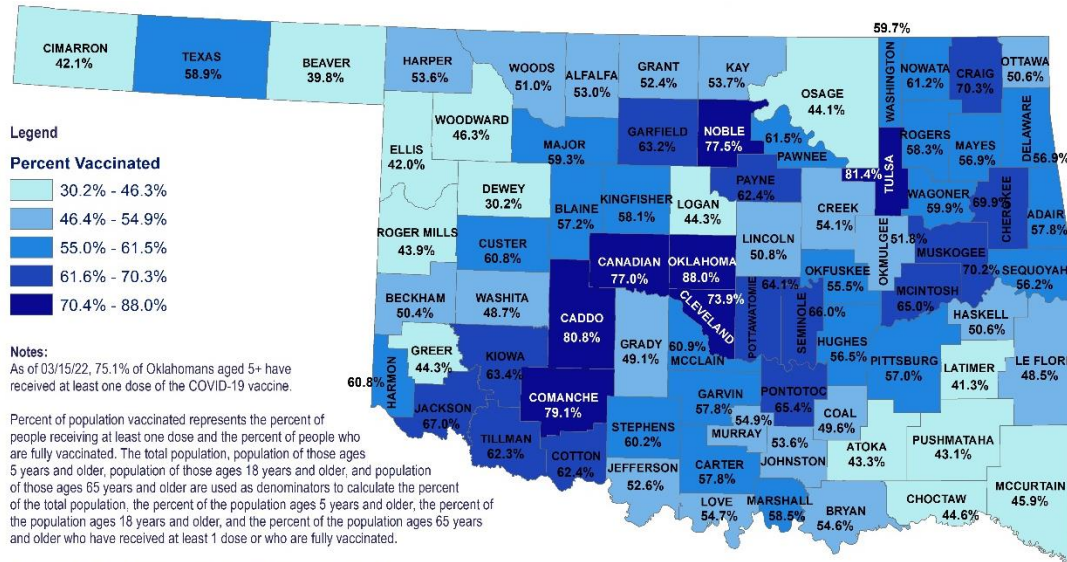 59.7%
CIMARRON
42.1%
TEXAS
58.9%
BEAVER
39.8%
HARPER
53.6%
WOODS
51.0%
ALFALFA
53.0%
GRANT
52.4%
KAY
53.7%
OSAGE
44.1%
WASHINGTON
NOWATA
61.2%
CRAIG
70.3%
OTTAWA
50.6%
WOODWARD
46.3%
ELLIS
42.0%
MAJOR
59.3%
GARFIELD
63.2%
NOBLE
77.5%
61.5%
PAWNEE
ROGERS
58.3%
MAYES
56.9%
DELAWARE
56.9%
81.4%
TULSA
DEWEY
30.2%
BLAINE
57.2%
KINGFISHER
58.1%
LOGAN
44.3%
PAYNE
62.4%
CREEK
54.1%
WAGONER
59.9%
69.9%
CHEROKEE
ADAIR
57.8%
ROGER MILLS
43.9%
CUSTER
60.8%
CANADIAN
77.0%
OKLAHOMA
88.0%
LINCOLN
50.8%
OKMULGEE
51.8%
MUSKOGEE
70.2%
SEQUOYAH
56.2%
BECKHAM
50.4%
WASHITA
48.7%
CADDO
80.8%
73.9%
CLEVELAND
64.1%
POTTAWATOMIE
SEMINOLE
66.0%
OKFUSKEE
55.5%
MCINTOSH
65.0%
HASKELL
50.6%
GREER
44.3%
KIOWA
63.4%
GRADY
49.1%
60.9%
MCCLAIN
HUGHES
56.5%
PITTSBURG
57.0%
LATIMER
41.3%
LE FLORE
48.5%
60.8%
HARMON
JACKSON
67.0%
COMANCHE
79.1%
GARVIN
57.8%
PONTOTOC
65.4%
COAL
49.6%
TILLMAN
62.3%
COTTON
62.4%
STEPHENS
60.2%
54.9%
MURRAY
53.6%
JOHNSTON
ATOKA
43.3%
PUSHMATAHA
43.1%
MCCURTAIN
45.9%
JEFFERSON
52.6%
CARTER
57.8%
LOVE
54.7%
MARSHALL
58.5%
BRYAN
54.6%
CHOCTAW
44.6%
Legend
Percent Vaccinated
30.2% - 46.3%
46.4% - 54.9%
55.0% - 61.5%
61.6% - 70.3%
70.4% - 88.0%
Notes:
As of 03/15/22, 75.1% of Oklahomans aged 5+ have
received at least one dose of the COVID-19 vaccine.
Percent of population vaccinated represents the percent of
people receiving at least one dose and the percent of people who
are fully vaccinated. The total population, population of those ages
5 years and older, population of those ages 18 years and older, and population
of those ages 65 years and older are used as denominators to calculate the percent
of the total population, the percent of the population ages 5 years and older, the percent of
the population ages 18 years and older, and the percent of the population ages 65 years
and older who have received at least 1 dose or who are fully vaccinated.